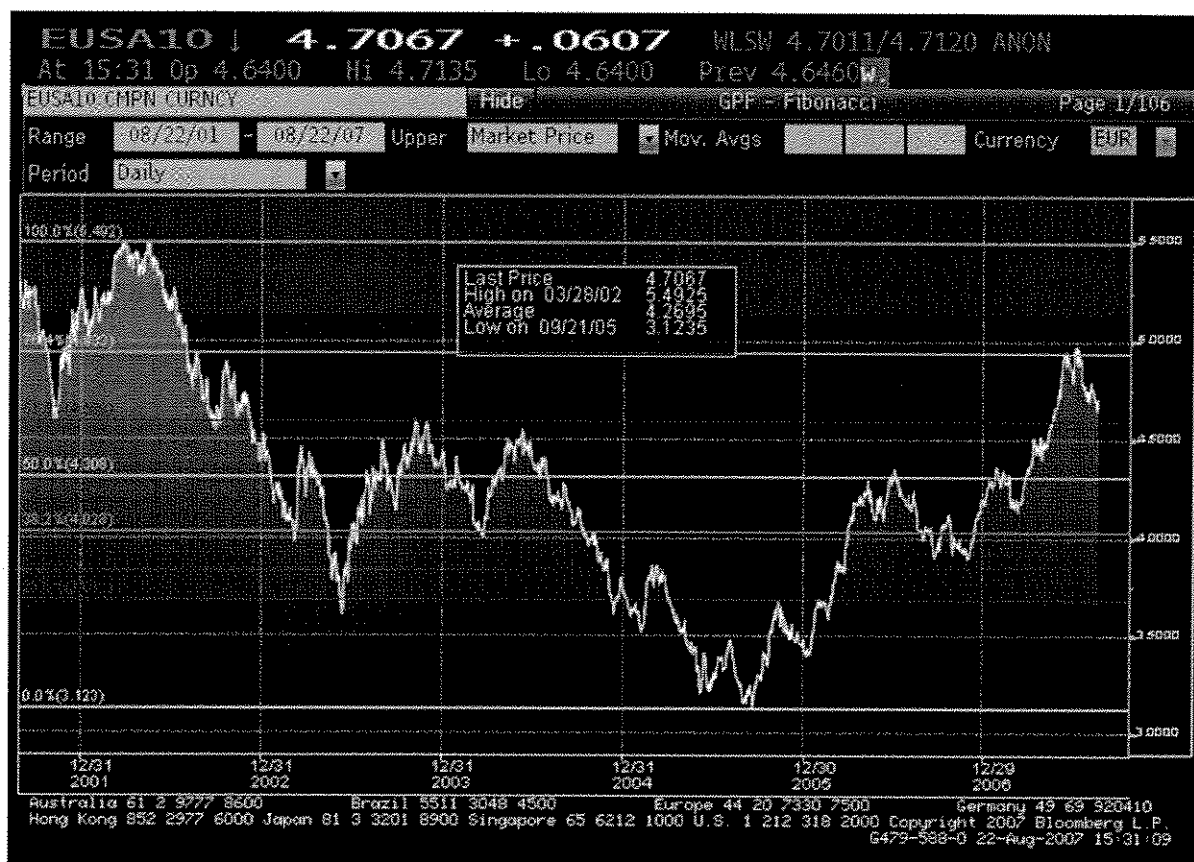 EUSA10 ↓ 4.7067 +.0607 WLSW 4.7011/4.7120 ANON
At 15:31 Op 4.6400 Hi 4.7135 Lo 4.6400 Prev 4.6460
EUSA10 CMPN CURNCY Hide GPF - Fibonacci Page 1/106
Range 08/22/01 - 08/22/07 Upper Market Price Mov. Avgs Currency EUR
Period Daily
100.0%(5.492)
5.5000
Last Price 4.7067
High on 03/28/02 5.4925
Average 4.2695
Low on 09/21/05 3.1235
5.0000
4.5000
50.0%(4.308)
4.0000
3.5000
0.0%(3.123)
3.0000
12/31 12/31 12/31 12/31 12/30 12/29
2001 2002 2003 2004 2005 2006
Australia 61 2 9777 8600 Brazil 5511 3048 4500 Europe 44 20 7330 7500 Germany 49 69 920410
Hong Kong 852 2977 6000 Japan 81 3 3201 8900 Singapore 65 6212 1000 U.S. 1 212 318 2000 Copyright 2007 Bloomberg L.P.
G479-588-0 22-Aug-2007 15:31:09